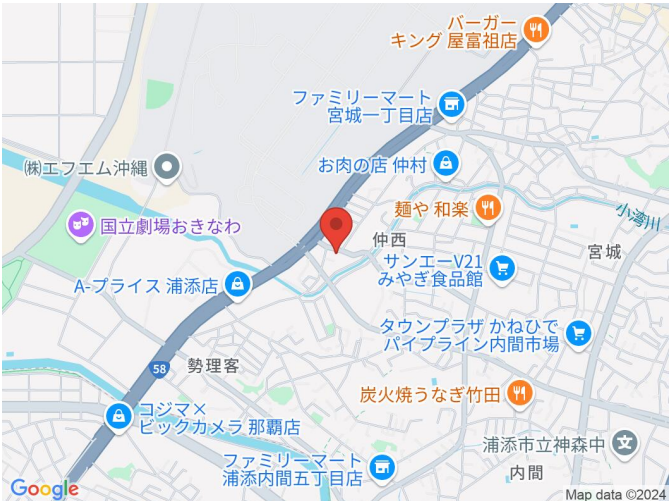 バーガー
キング 屋富祖店
ファミリーマート
宮城一丁目店
お肉の店 仲村
㈱エフエム沖縄
麺や 和楽
小湾川
国立劇場おきなわ
仲西
宮城
サンエーV21
みやぎ食品館
A-プライス 浦添店
タウンプラザ かねひで
パイプライン内間市場
58
勢理客
炭火焼うなぎ竹田
コジマ×
ビックカメラ 那覇店
浦添市立神森中
内間
ファミリーマート
浦添内間五丁目店
Google
Map data ©2024